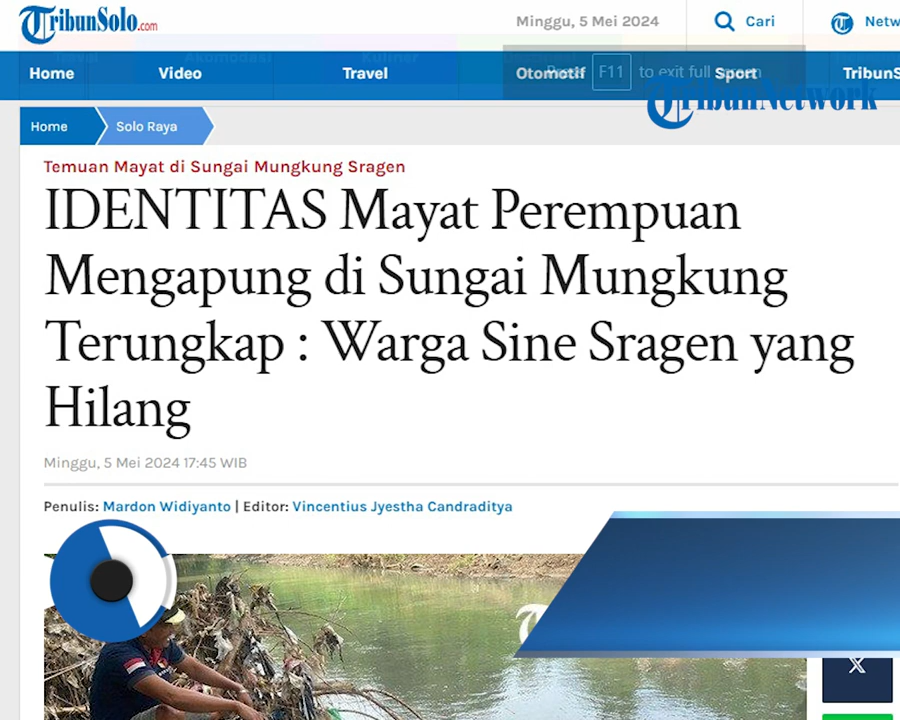 TribunSolo.com
Minggu, 5 Mei 2024
Cari
Netw
Home Video Travel Otomotif Sport TribunS
F11 to exit full
TribunNetwork
Home Solo Raya
Temuan Mayat di Sungai Mungkung Sragen
IDENTITAS Mayat Perempuan
Mengapung di Sungai Mungkung
Terungkap : Warga Sine Sragen yang
Hilang
Minggu, 5 Mei 2024 17:45 WIB
Penulis: Mardon Widiyanto | Editor: Vincentius Jyestha Candraditya
X